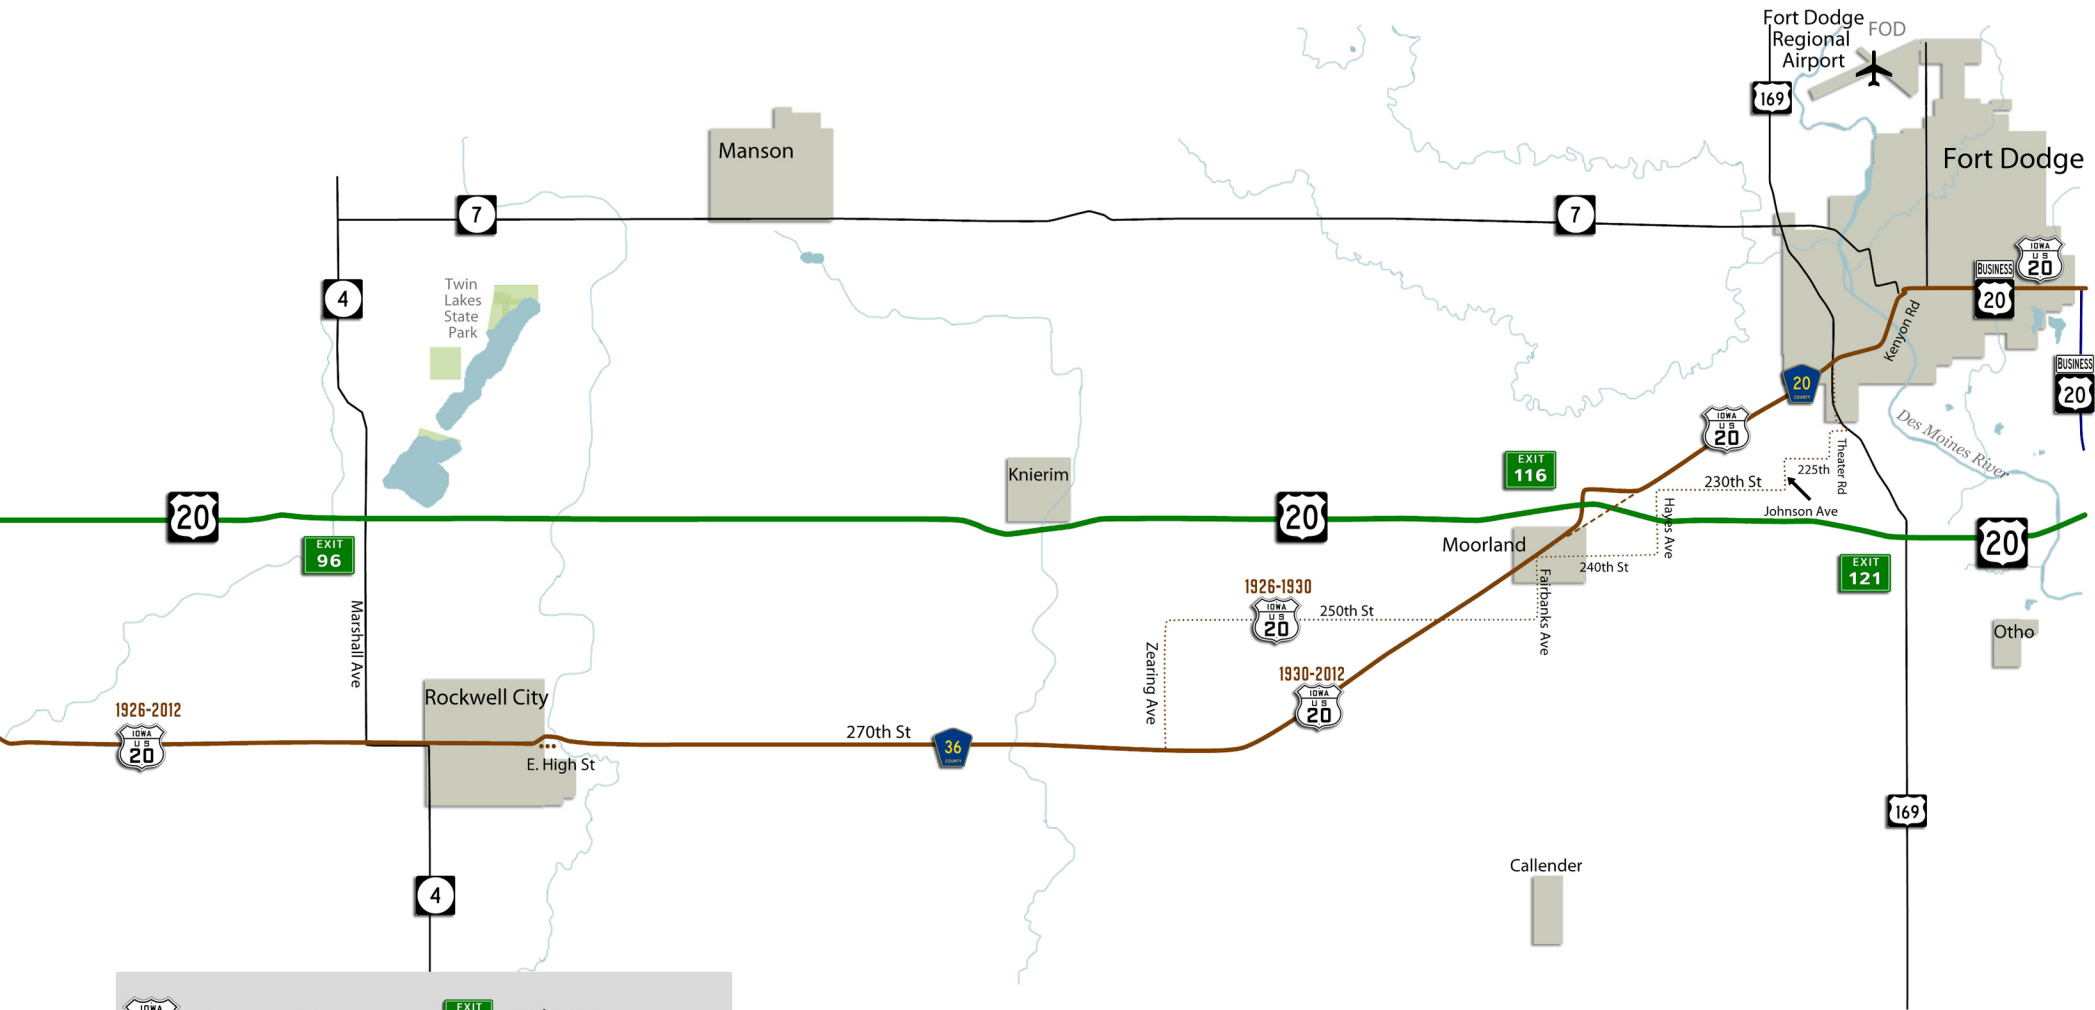 Fort Dodge
Regional
Airport
FOD
169
Manson
Fort Dodge
7
7
IOWA
US
20
BUSINESS
20
4
Twin
Lakes
State
Park
Kenyon Rd
BUSINESS
20
20
COUNTY
IOWA
US
20
Des Moines River
EXIT
116
Theater Rd
225th
230th St
Knierim
20
20
Hayes Ave
Johnson Ave
20
EXIT
96
Moorland
240th St
EXIT
121
1926-1930
IOWA
US
20
250th St
Fairbanks Ave
Otho
Marshall Ave
Zearing Ave
1930-2012
IOWA
US
20
Rockwell City
1926-2012
IOWA
US
20
270th St
36
COUNTY
E. High St
169
Callender
4
IOWA
EXIT